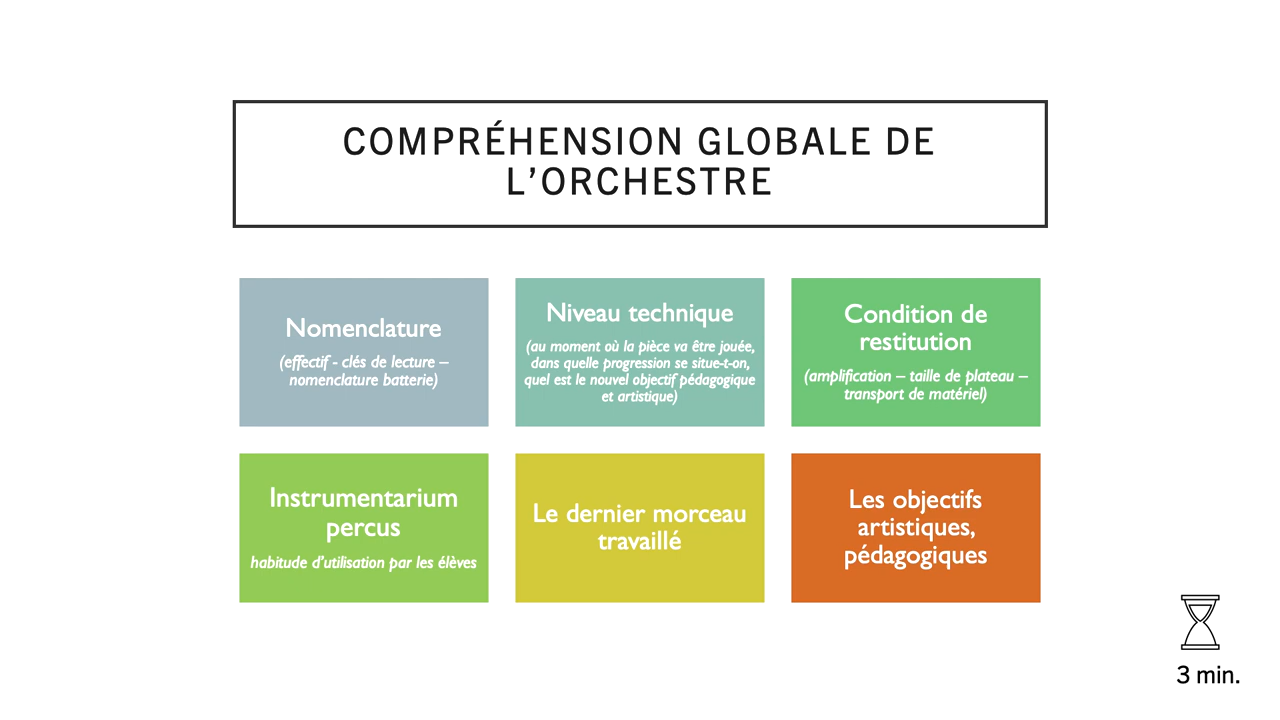 COMPRÉHENSION GLOBALE DE
L’ORCHESTRE
Nomenclature
(effectif - clés de lecture –
nomenclature batterie)
Niveau technique
(au moment où la pièce va être jouée,
dans quelle progression se situe-t-on,
quel est le nouvel objectif pédagogique
et artistique)
Condition de
restitution
(amplification – taille de plateau –
transport de matériel)
Instrumentarium
percus
habitude d’utilisation par les élèves
Le dernier morceau
travaillé
Les objectifs
artistiques,
pédagogiques
3 min.